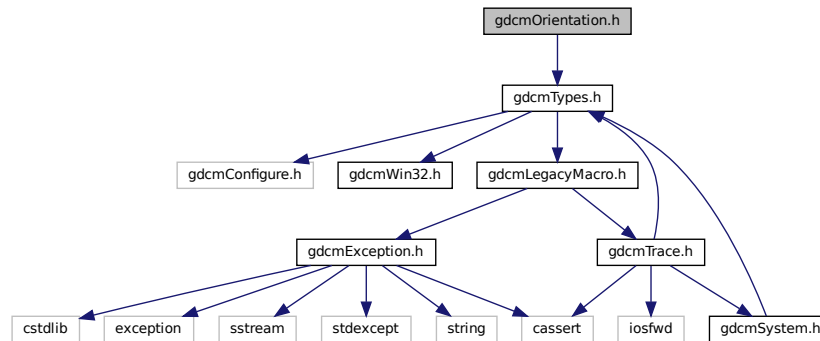 gdcmOrientation.h
gdcmTypes.h
gdcmConfigure.h
gdcmWin32.h
gdcmLegacyMacro.h
gdcmException.h
gdcmTrace.h
cstdlib
exception
sstream
stdexcept
string
cassert
iosfwd
gdcmSystem.h